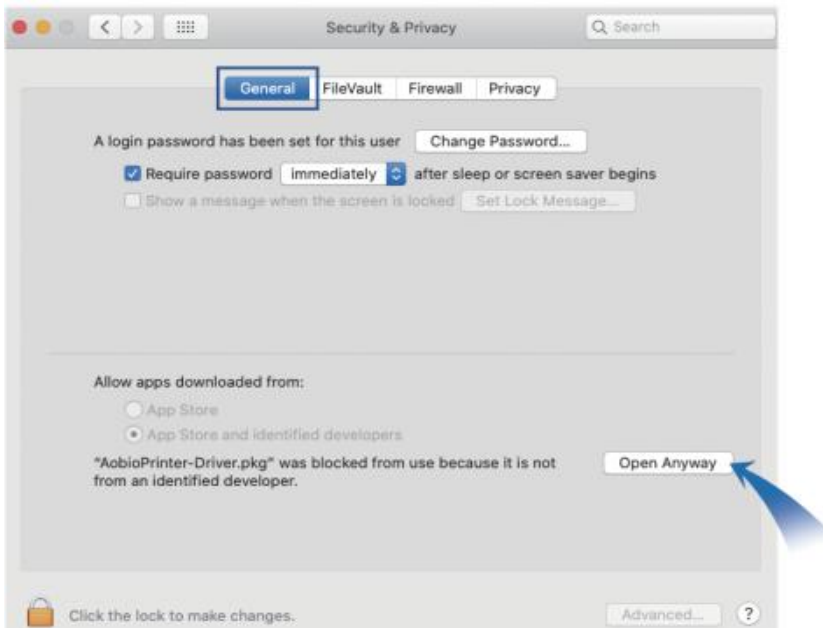 Security & Privacy
Search
General FileVault Firewall Privacy
A login password has been set for this user Change Password...
Require password immediately after sleep or screen saver begins
Show a message when the screen is locked Set Lock Message...
Allow apps downloaded from:
App Store
App Store and identified developers
"AobioPrinter-Driver.pkg" was blocked from use because it is not
from an identified developer.
Open Anyway
Click the lock to make changes.
Advanced...
?